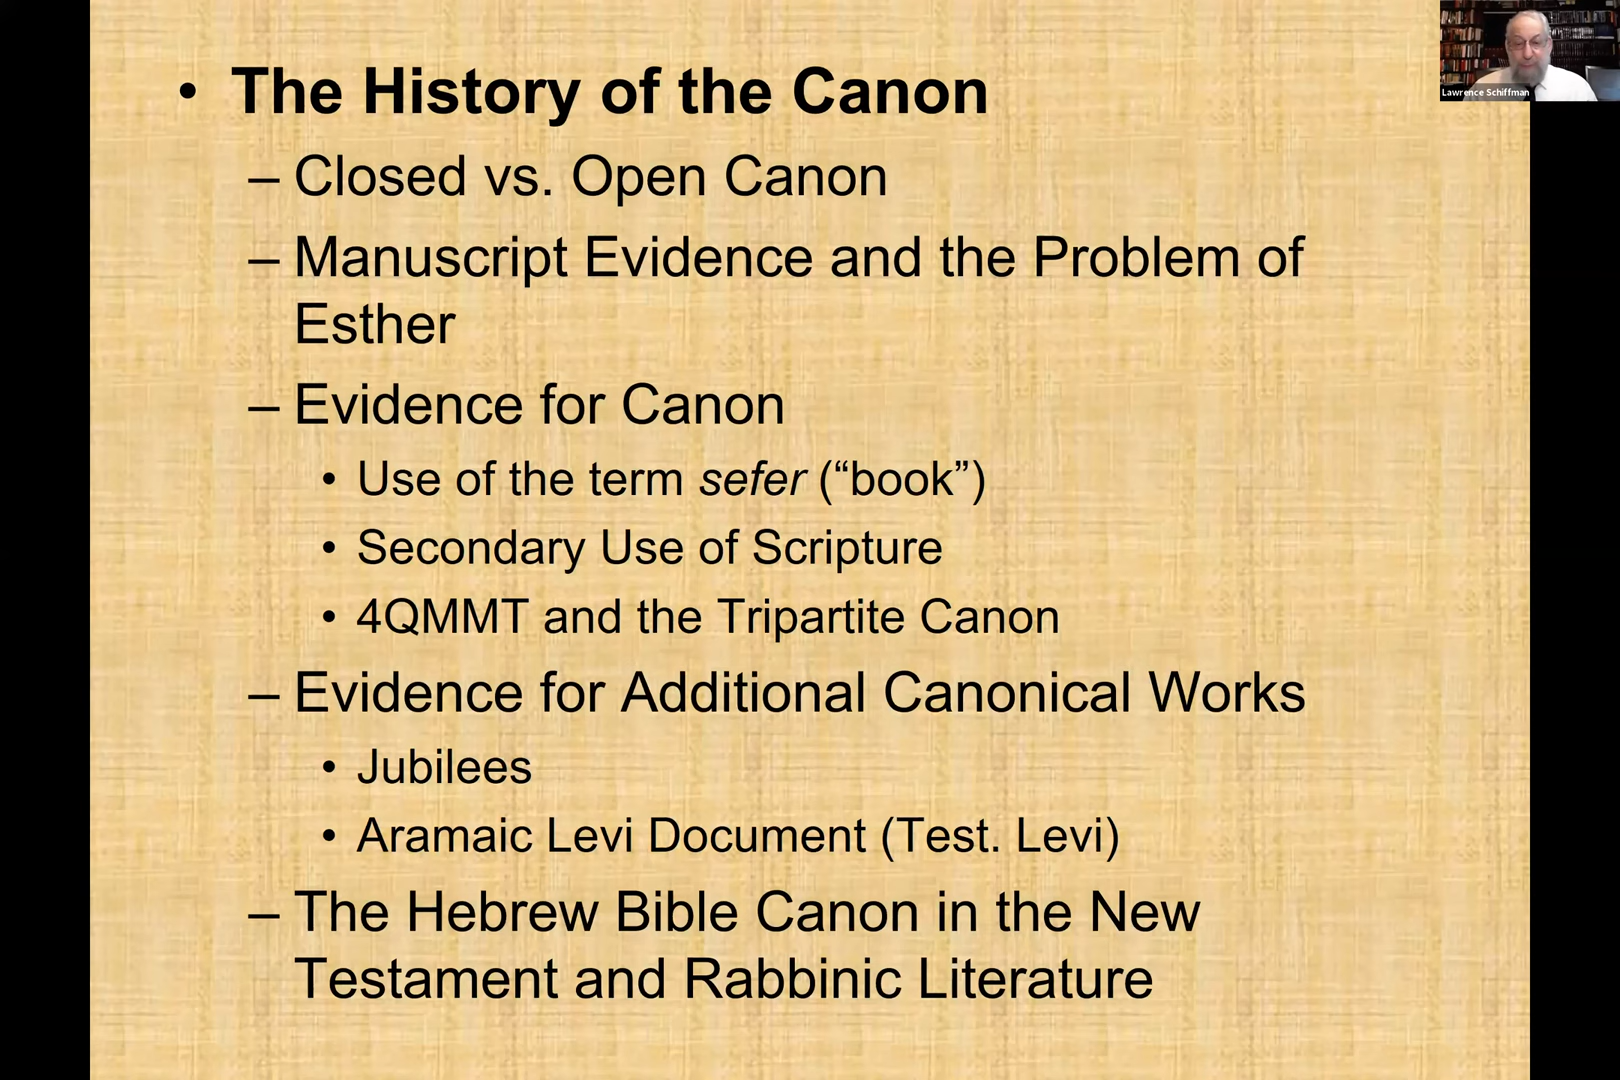 • The History of the Canon
– Closed vs. Open Canon
– Manuscript Evidence and the Problem of
Esther
– Evidence for Canon
• Use of the term sefer (“book”)
• Secondary Use of Scripture
• 4QMMT and the Tripartite Canon
– Evidence for Additional Canonical Works
• Jubilees
• Aramaic Levi Document (Test. Levi)
– The Hebrew Bible Canon in the New
Testament and Rabbinic Literature
Lawrence Schiffman